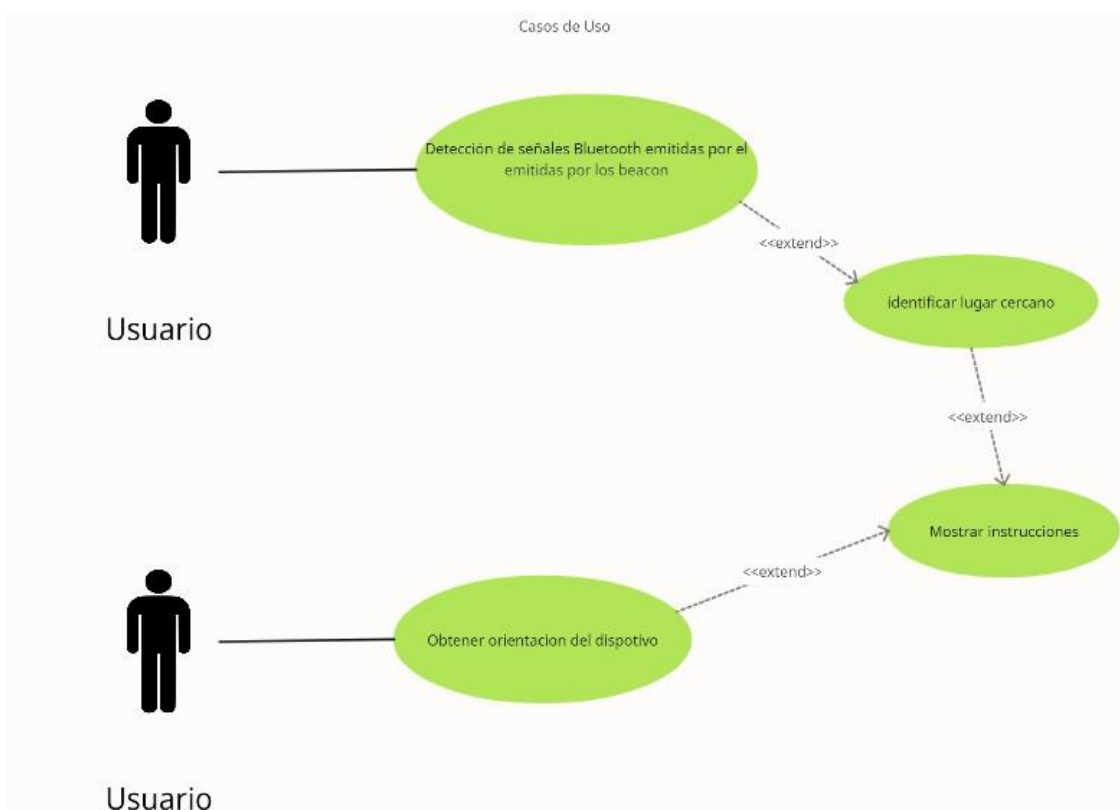 Casos de Uso
Detección de señales Bluetooth emitidas por el
emitidas por los beacon
<<extend>>
identificar lugar cercano
Usuario
<<extend>>
Mostrar instrucciones
<<extend>>
Obtener orientacion del dispotivo
Usuario